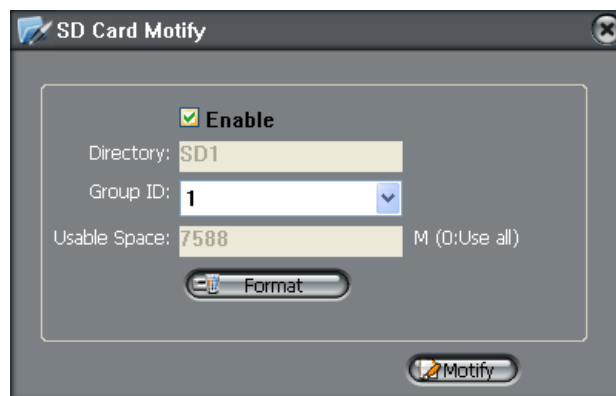 SD Card Motify
Enable
Directory: SD1
Group ID: 1
Usable Space: 7588 M (0:Use all)
Format
Motify